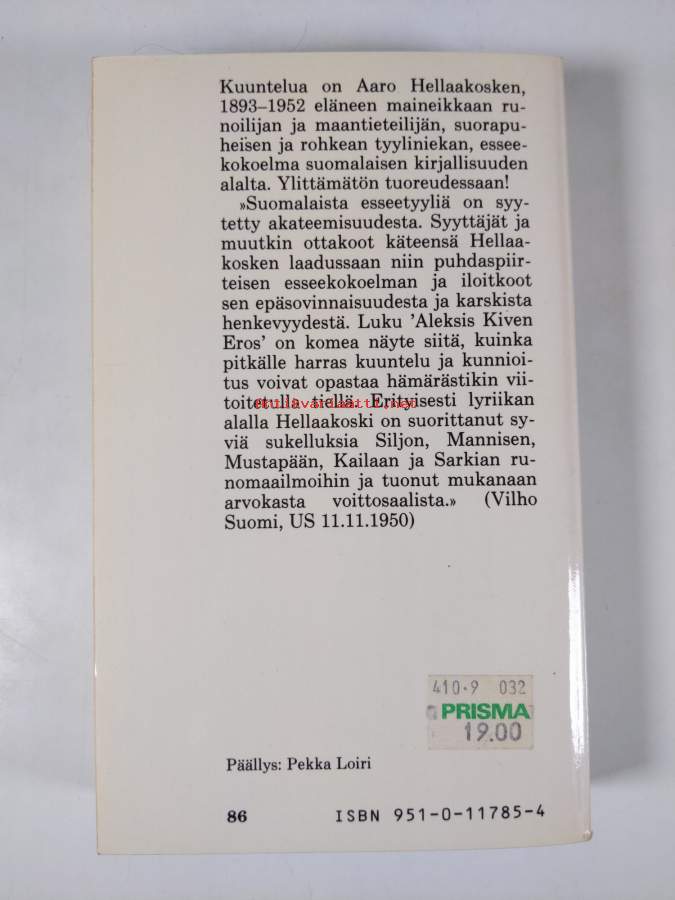 Kuuntelua on Aaro Hellaakosken,
1893–1952 eläneen maineikkaan ru-
noilijan ja maantieteilijän, suorapu-
heisen ja rohkean tyyliniekan, essee-
kokoelma suomalaisen kirjallisuuden
alalta. Ylittämätön tuoreudessaan!
»Suomalaista esseetyyliä on syy-
tetty akateemisuudesta. Syyttäjät ja
muutkin ottakoot käteensä Hellaa-
kosken laadussaan niin puhdaspiir-
teisen esseekokoelman ja iloitkoot
sen epäsovinnaisuudesta ja karskista
henkevyydestä. Luku 'Aleksis Kiven
Eros' on komea näyte siitä, kuinka
pitkälle harras kuuntelu ja kunnioi-
tus voivat opastaa hämärästikin vii-
toitetulla tiellä. Erityisesti lyriikan
Antikvariaatti.net
alalla Hellaakoski on suorittanut sy-
viä sukelluksia Siljon, Mannisen,
Mustapään, Kailaan ja Sarkian ru-
nomaailmoihin ja tuonut mukanaan
arvokasta voittosaalista.» (Vilho
Suomi, US 11.11.1950)
410-9 032
PRISMA
19.00
Päällys: Pekka Loiri
86 ISBN 951-0-11785-4